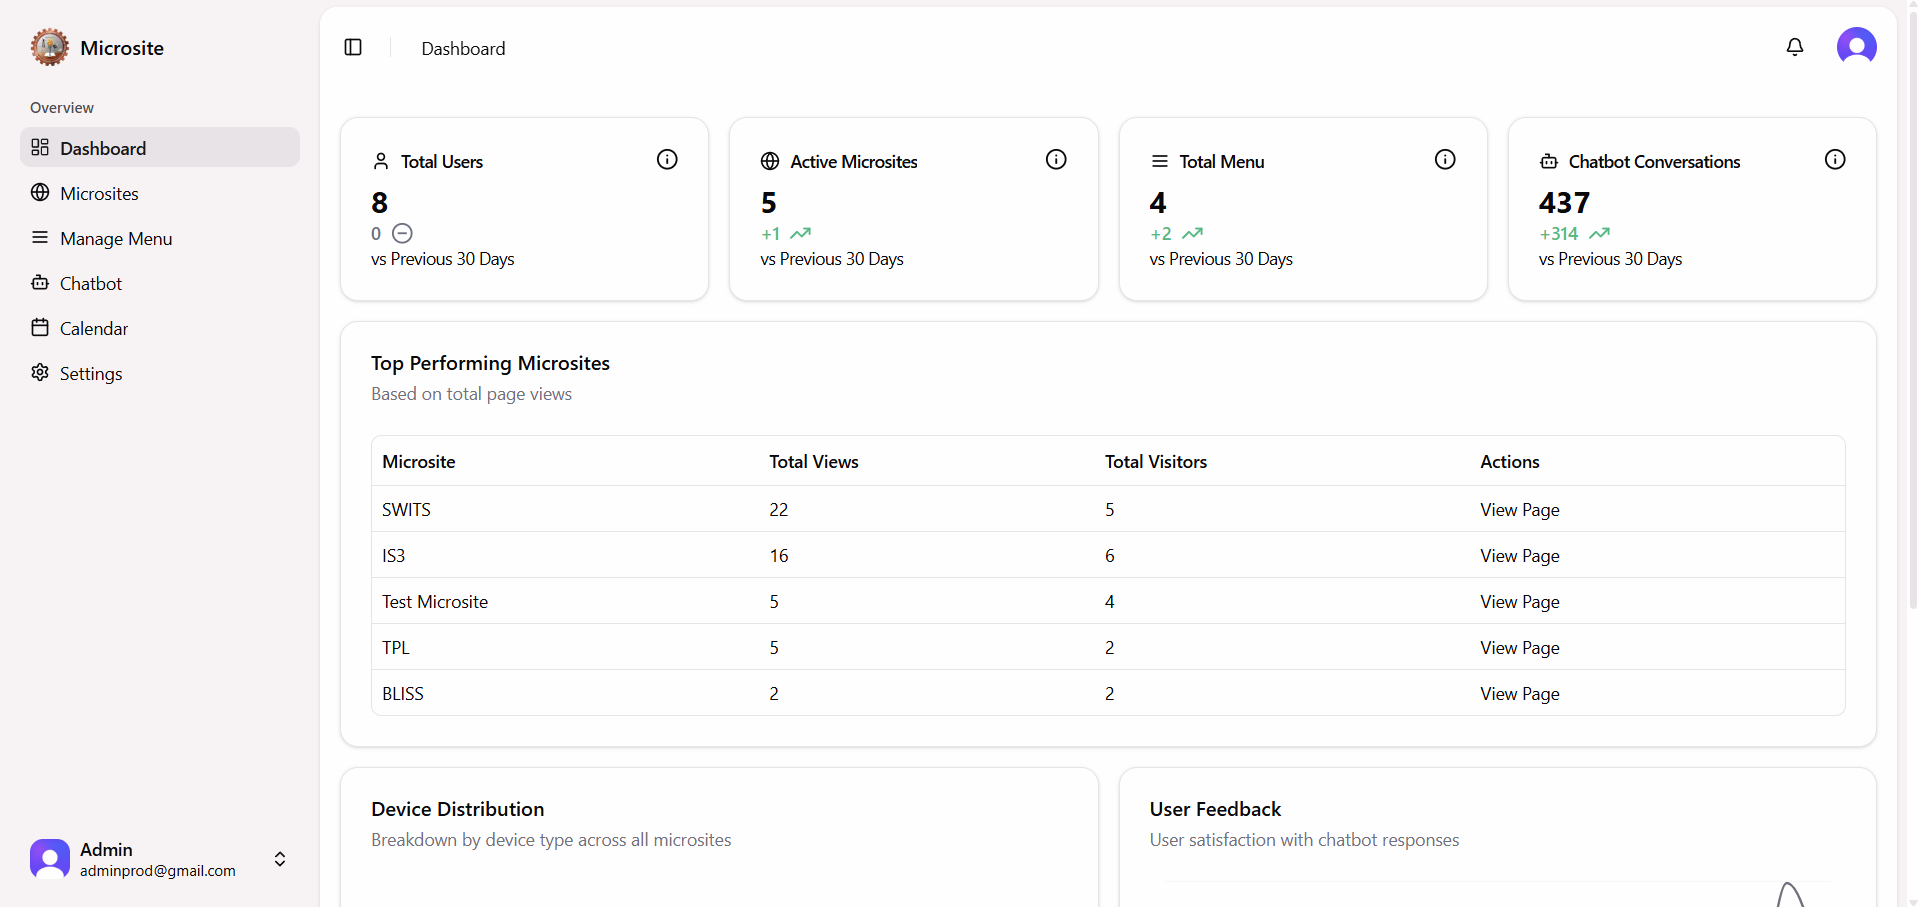 Microsite
Overview
Dashboard
Microsites
Manage Menu
Chatbot
Calendar
Settings
Admin
adminprod@gmail.com
Dashboard
Total Users
8
0
vs Previous 30 Days
Active Microsites
5
+1
vs Previous 30 Days
Total Menu
4
+2
vs Previous 30 Days
Chatbot Conversations
437
+314
vs Previous 30 Days
Top Performing Microsites
Based on total page views
Microsite Total Views Total Visitors Actions
SWITS 22 5 View Page
IS3 16 6 View Page
Test Microsite 5 4 View Page
TPL 5 2 View Page
BLISS 2 2 View Page
Device Distribution
Breakdown by device type across all microsites
User Feedback
User satisfaction with chatbot responses